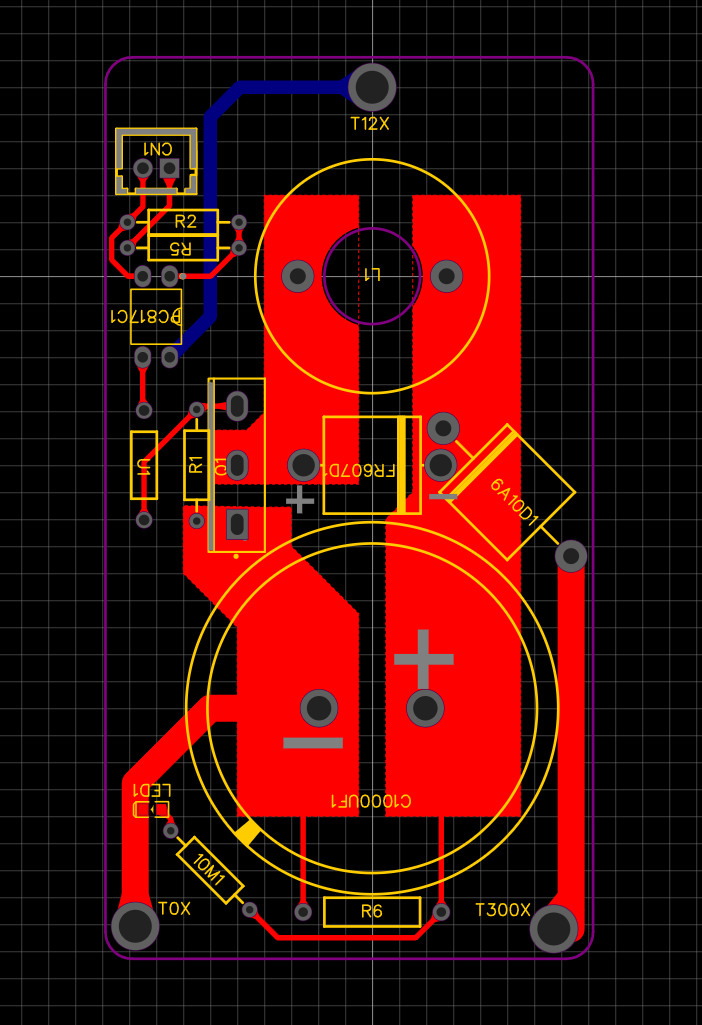 T12X
CN1
R2
R5
L1
PC817C1
U1
R1
Q1
FR607D1
6A10D1
+
−
+
−
C1000UF1
LED1
10M1
T0X
R6
T300X